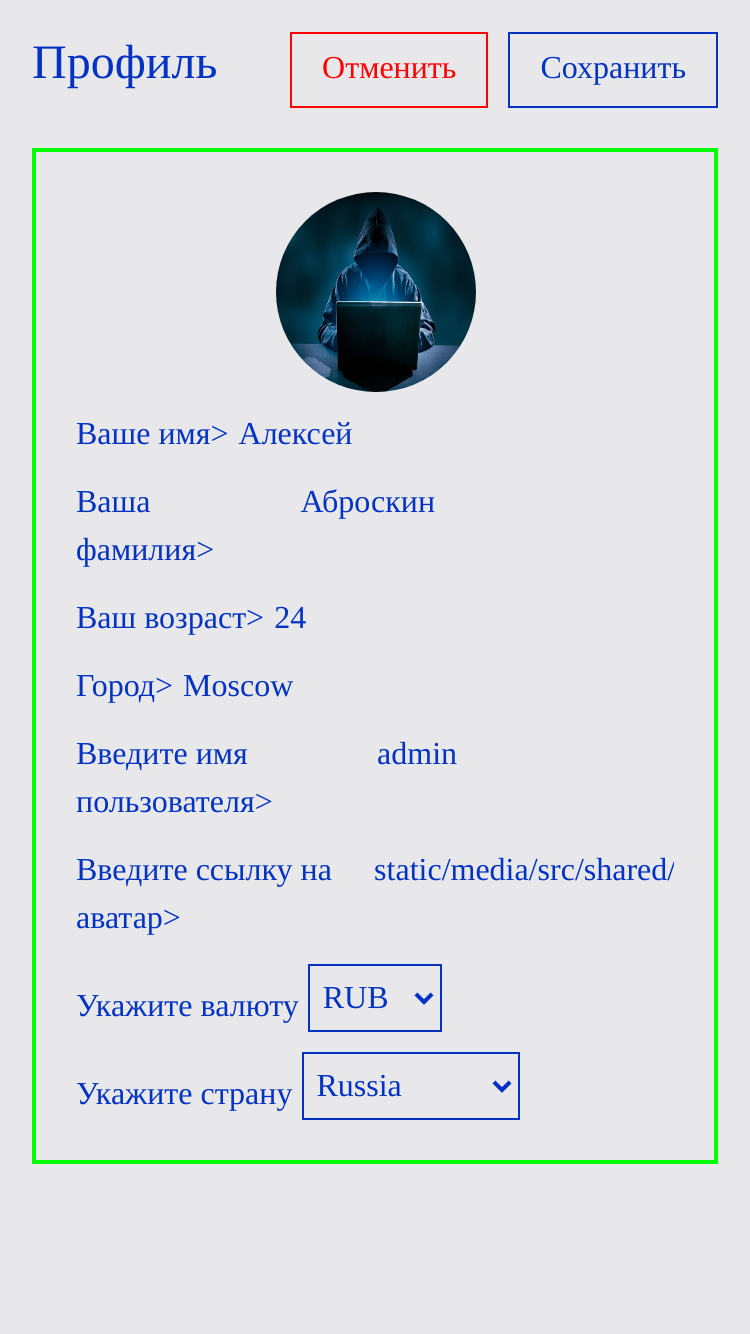 Профиль
Отменить
Сохранить
Ваше имя> Алексей
Ваша Аброскин
фамилия>
Ваш возраст> 24
Город> Moscow
Введите имя admin
пользователя>
Введите ссылку на static/media/src/shared/
аватар>
Укажите валюту RUB
Укажите страну Russia